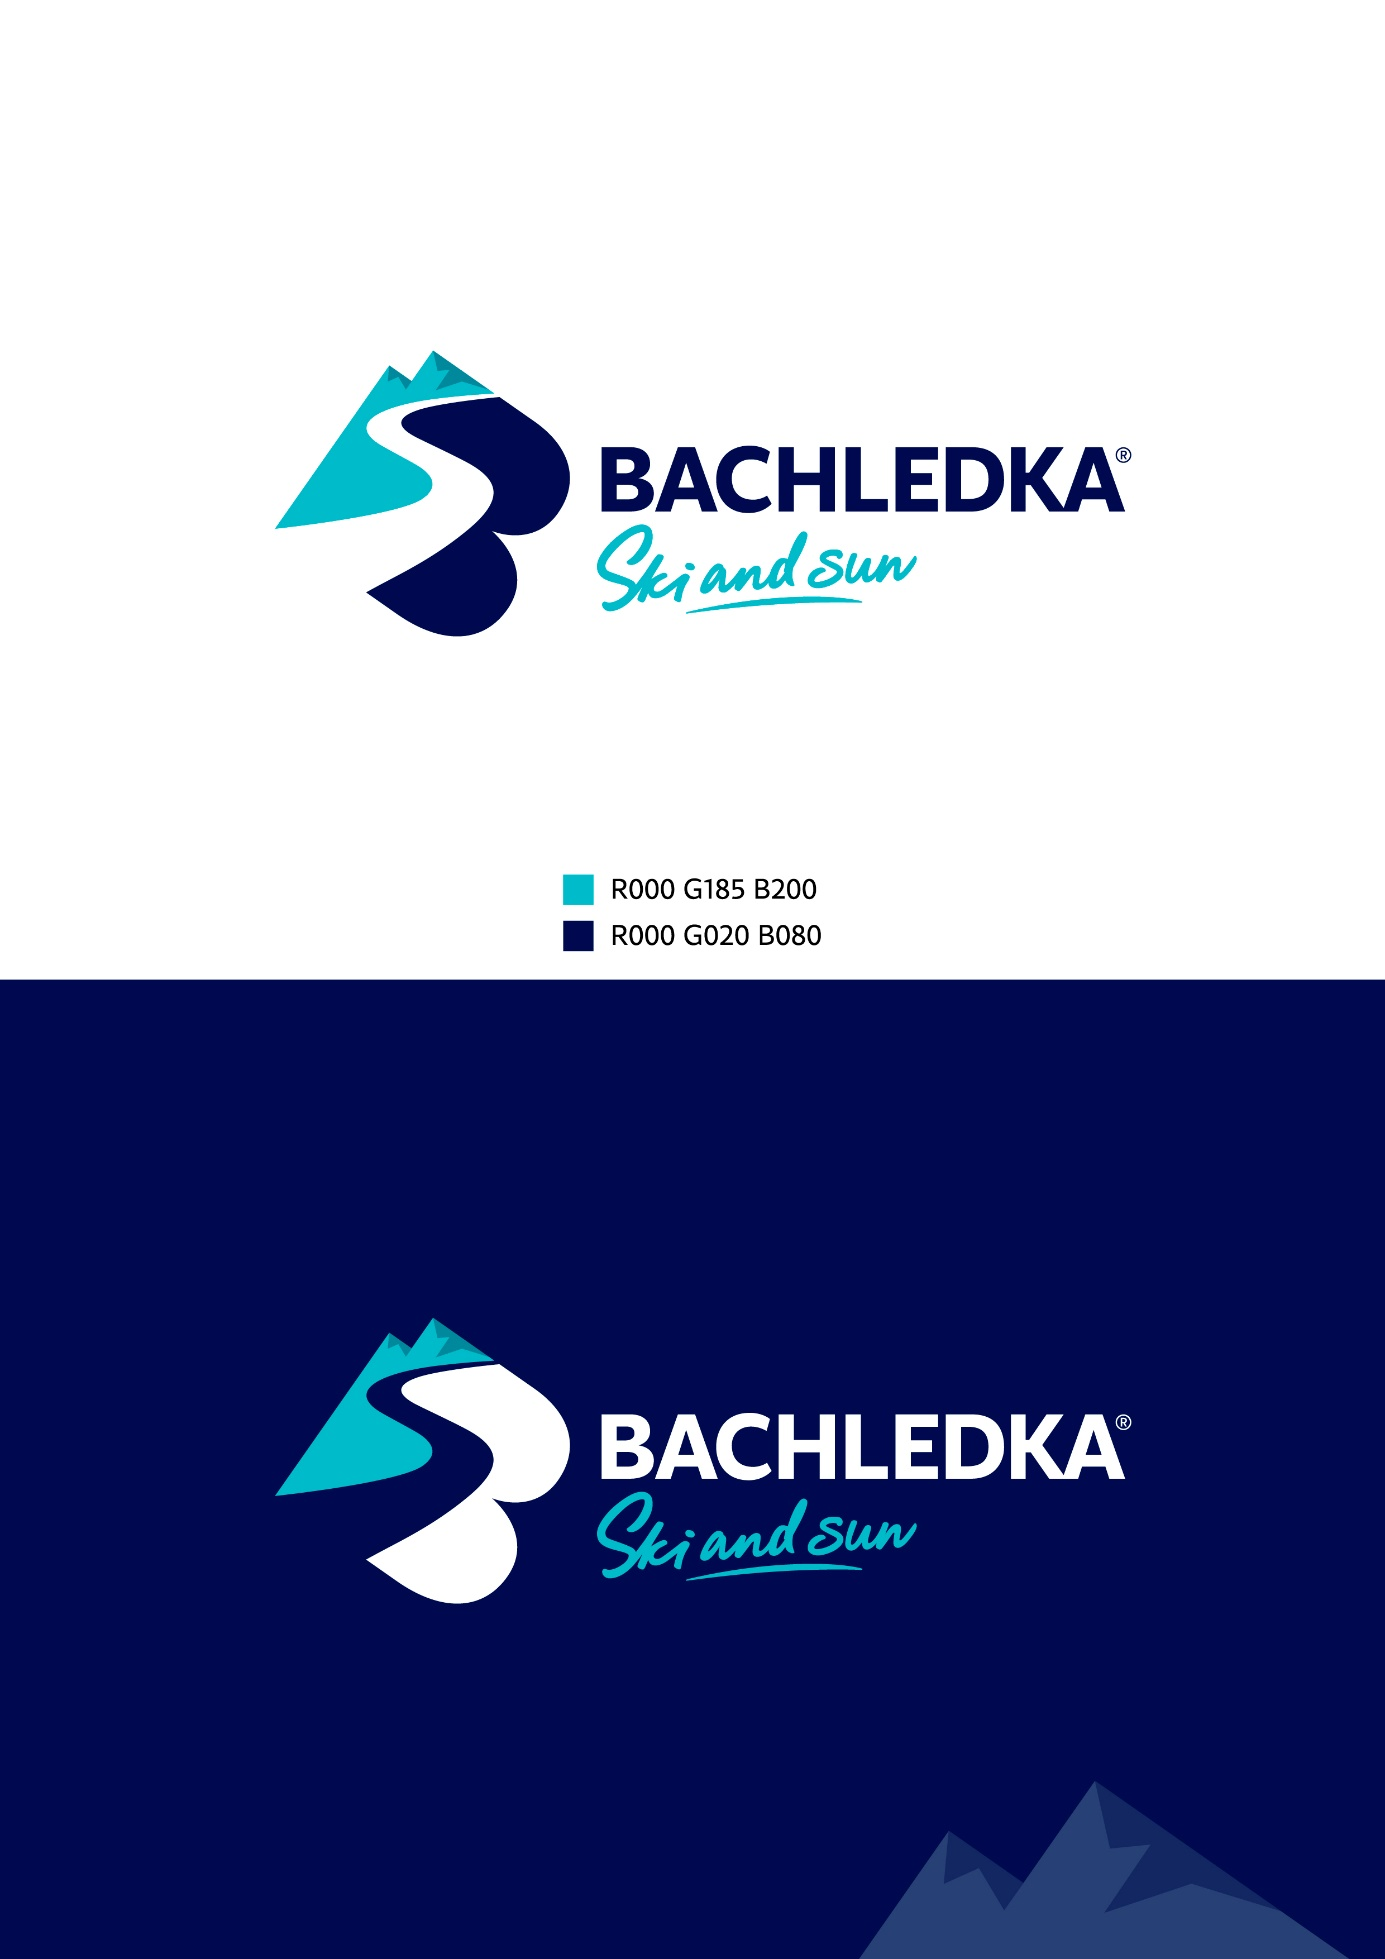 BACHLEDKA®
Ski and sun
R000 G185 B200
R000 G020 B080
BACHLEDKA®
Ski and sun